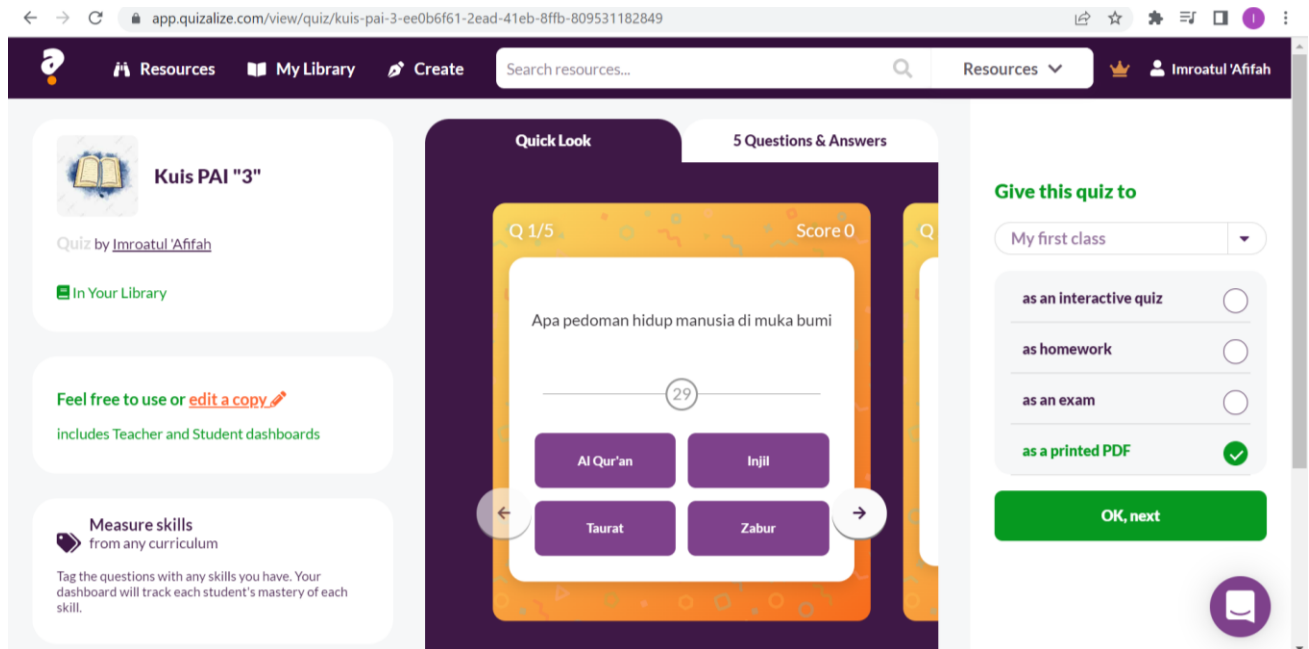 app.quizalize.com/view/quiz/kuis-pai-3-ee0b6f61-2ead-41eb-8ffb-809531182849
I
Resources
My Library
Create
Search resources...
Resources
Imroatul 'Afifah
Kuis PAI "3"
Quiz by Imroatul 'Afifah
In Your Library
Feel free to use or edit a copy
includes Teacher and Student dashboards
Measure skills
from any curriculum
Tag the questions with any skills you have. Your
dashboard will track each student's mastery of each
skill.
Quick Look
5 Questions & Answers
Q 1/5
Score 0
Q
Apa pedoman hidup manusia di muka bumi
29
Al Qur'an
Injil
Taurat
Zabur
Give this quiz to
My first class
as an interactive quiz
as homework
as an exam
as a printed PDF
OK, next